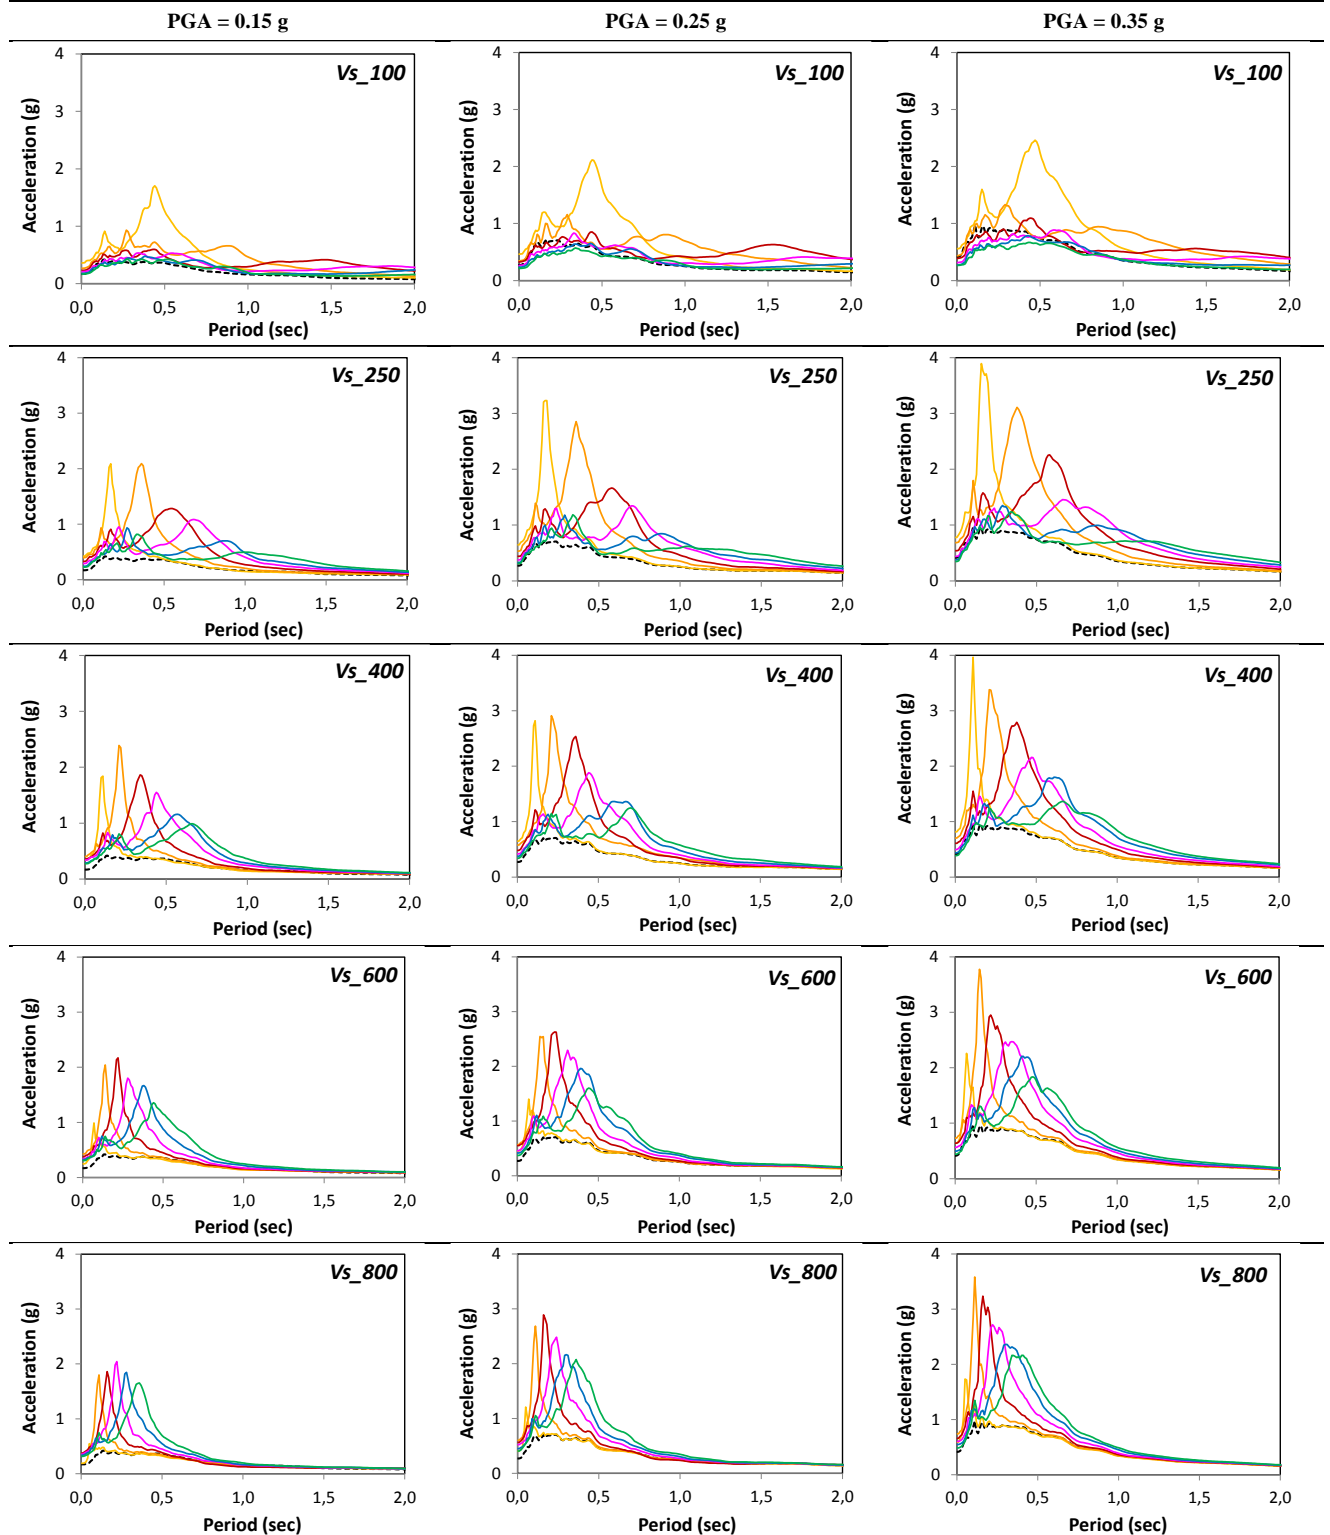 PGA = 0.15 g PGA = 0.25 g PGA = 0.35 g
Vs_100 Vs_100 Vs_100
4 4 4
3 3 3
2 2 2
1 1 1
0 0 0
Acceleration (g) Acceleration (g) Acceleration (g)
0,0 0,5 1,0 1,5 2,0 0,0 0,5 1,0 1,5 2,0 0,0 0,5 1,0 1,5 2,0
Period (sec) Period (sec) Period (sec)
Vs_250 Vs_250 Vs_250
4 4 4
3 3 3
2 2 2
1 1 1
0 0 0
Acceleration (g) Acceleration (g) Acceleration (g)
0,0 0,5 1,0 1,5 2,0 0,0 0,5 1,0 1,5 2,0 0,0 0,5 1,0 1,5 2,0
Period (sec) Period (sec) Period (sec)
Vs_400 Vs_400 Vs_400
4 4 4
3 3 3
2 2 2
1 1 1
0 0 0
Acceleration (g) Acceleration (g) Acceleration (g)
0,0 0,5 1,0 1,5 2,0 0,0 0,5 1,0 1,5 2,0 0,0 0,5 1,0 1,5 2,0
Period (sec) Period (sec) Period (sec)
Vs_600 Vs_600 Vs_600
4 4 4
3 3 3
2 2 2
1 1 1
0 0 0
Acceleration (g) Acceleration (g) Acceleration (g)
0,0 0,5 1,0 1,5 2,0 0,0 0,5 1,0 1,5 2,0 0,0 0,5 1,0 1,5 2,0
Period (sec) Period (sec) Period (sec)
Vs_800 Vs_800 Vs_800
4 4 4
3 3 3
2 2 2
1 1 1
0 0 0
Acceleration (g) Acceleration (g) Acceleration (g)
0,0 0,5 1,0 1,5 2,0 0,0 0,5 1,0 1,5 2,0 0,0 0,5 1,0 1,5 2,0
Period (sec) Period (sec) Period (sec)